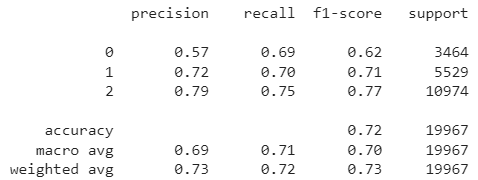 precision recall f1-score support
0 0.57 0.69 0.62 3464
1 0.72 0.70 0.71 5529
2 0.79 0.75 0.77 10974
accuracy 0.72 19967
macro avg 0.69 0.71 0.70 19967
weighted avg 0.73 0.72 0.73 19967